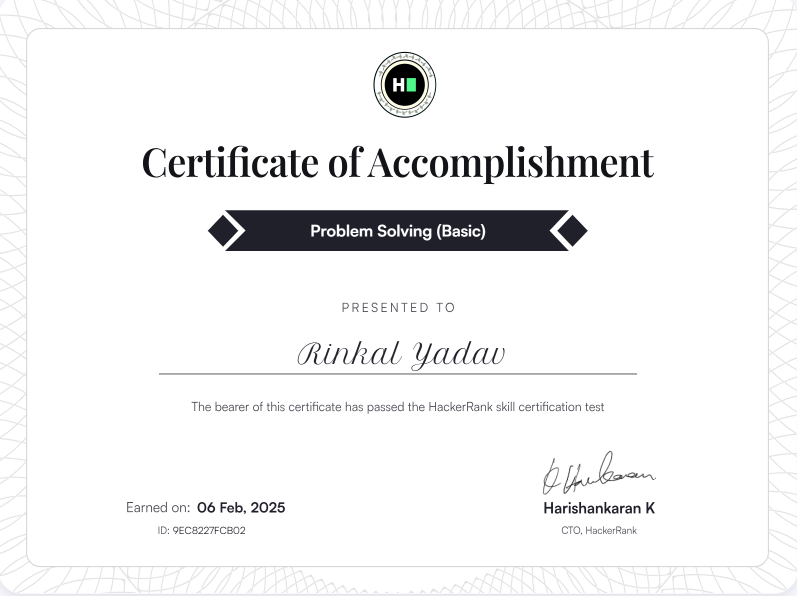 H
Certificate of Accomplishment
Problem Solving (Basic)
PRESENTED TO
Rinkal Yadav
The bearer of this certificate has passed the HackerRank skill certification test
Earned on: 06 Feb, 2025
ID: 9EC8227FCB02
Harishankaran K
CTO, HackerRank